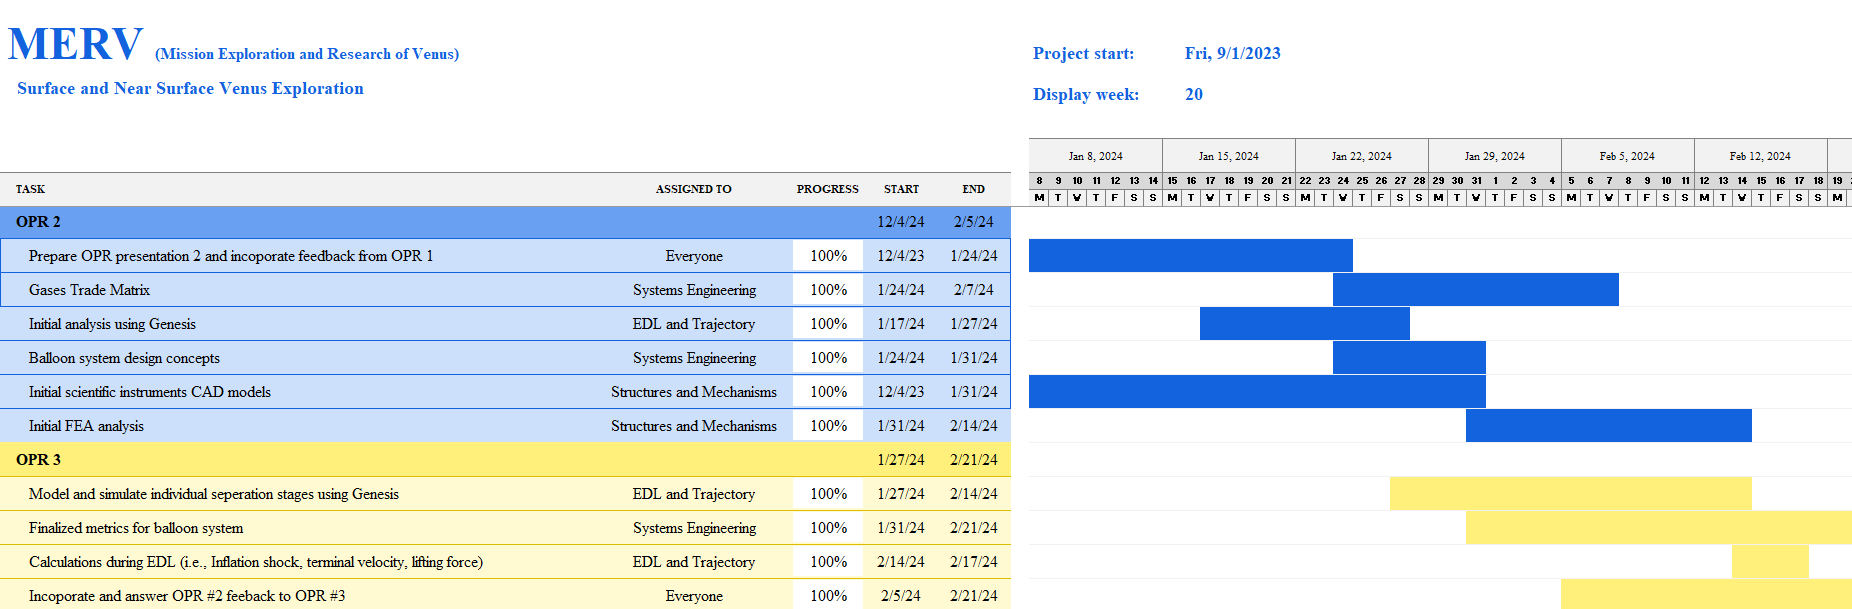 MERV (Mission Exploration and Research of Venus)
Project start: Fri, 9/1/2023
Surface and Near Surface Venus Exploration
Display week: 20
Jan 8, 2024 Jan 15, 2024 Jan 22, 2024 Jan 29, 2024 Feb 5, 2024 Feb 12, 2024
8 9 10 11 12 13 14 15 16 17 18 19 20 21 22 23 24 25 26 27 28 29 30 31 1 2 3 4 5 6 7 8 9 10 11 12 13 14 15 16 17 18 19
TASK ASSIGNED TO PROGRESS START END
M T W T F S S M T W T F S S M T W T F S S M T W T F S S M T W T F S S M T W T F S S M
OPR 2 12/4/24 2/5/24
Prepare OPR presentation 2 and incoporate feedback from OPR 1 Everyone 100% 12/4/23 1/24/24
Gases Trade Matrix Systems Engineering 100% 1/24/24 2/7/24
Initial analysis using Genesis EDL and Trajectory 100% 1/17/24 1/27/24
Balloon system design concepts Systems Engineering 100% 1/24/24 1/31/24
Initial scientific instruments CAD models Structures and Mechanisms 100% 12/4/23 1/31/24
Initial FEA analysis Structures and Mechanisms 100% 1/31/24 2/14/24
OPR 3 1/27/24 2/21/24
Model and simulate individual seperation stages using Genesis EDL and Trajectory 100% 1/27/24 2/14/24
Finalized metrics for balloon system Systems Engineering 100% 1/31/24 2/21/24
Calculations during EDL (i.e., Inflation shock, terminal velocity, lifting force) EDL and Trajectory 100% 2/14/24 2/17/24
Incoporate and answer OPR #2 feeback to OPR #3 Everyone 100% 2/5/24 2/21/24